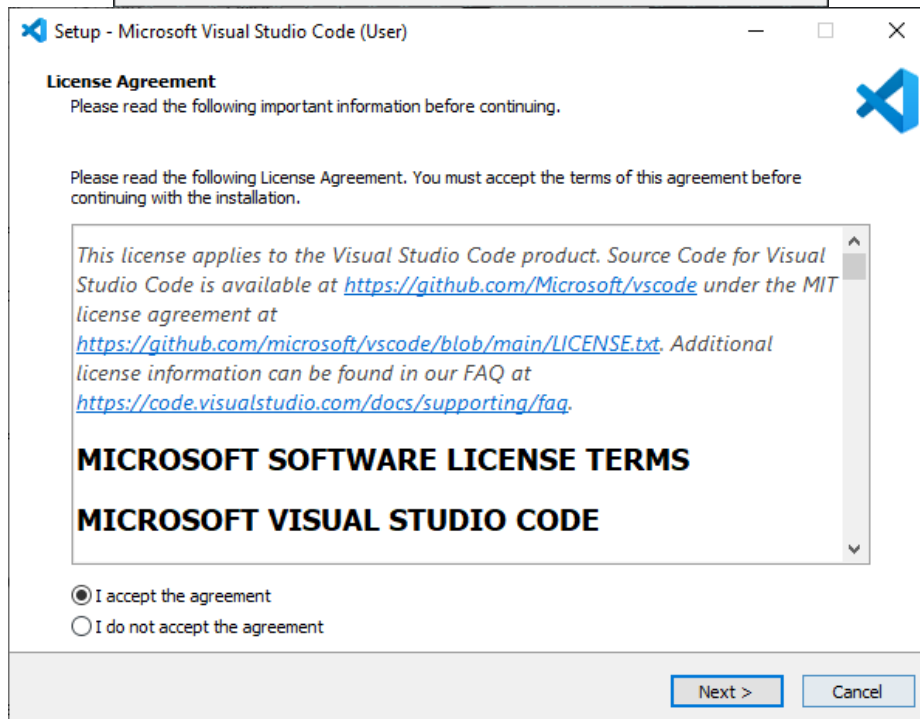 Setup - Microsoft Visual Studio Code (User)
License Agreement
Please read the following important information before continuing.
Please read the following License Agreement. You must accept the terms of this agreement before
continuing with the installation.
This license applies to the Visual Studio Code product. Source Code for Visual
Studio Code is available at https://github.com/Microsoft/vscode under the MIT
license agreement at
https://github.com/microsoft/vscode/blob/main/LICENSE.txt. Additional
license information can be found in our FAQ at
https://code.visualstudio.com/docs/supporting/faq.
MICROSOFT SOFTWARE LICENSE TERMS
MICROSOFT VISUAL STUDIO CODE
I accept the agreement
I do not accept the agreement
Next >
Cancel